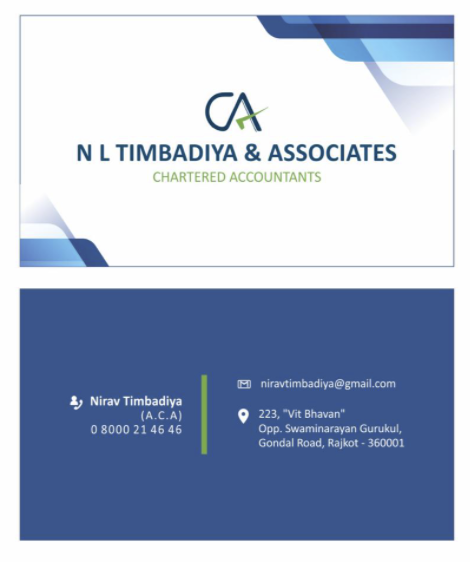 CA
N L TIMBADIYA & ASSOCIATES
CHARTERED ACCOUNTANTS
Nirav Timbadiya
(A.C.A)
0 8000 21 46 46
niravtimbadiya@gmail.com
223, "Vit Bhavan"
Opp. Swaminarayan Gurukul,
Gondal Road, Rajkot - 360001